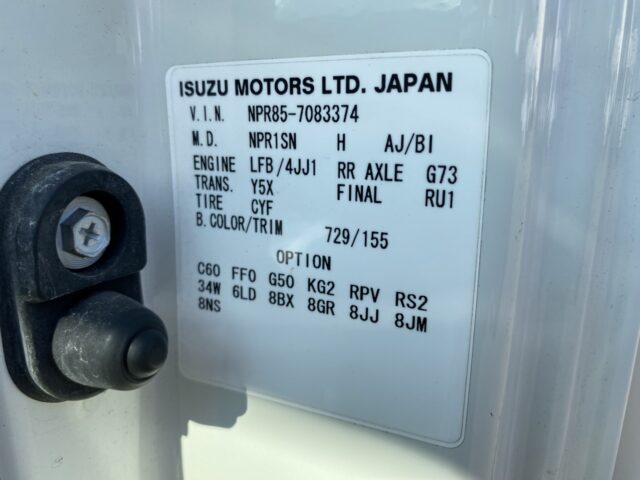 ISUZU MOTORS LTD. JAPAN
V.I.N. NPR85-7083374
M.D. NPR1SN H AJ/BI
ENGINE LFB/4JJ1 RR AXLE G73
TRANS. Y5X FINAL RU1
TIRE CYF
B.COLOR/TRIM 729/155
OPTION
C60 FF0 G50 KG2 RPV RS2
34W 6LD 8BX 8GR 8JJ 8JM
8NS